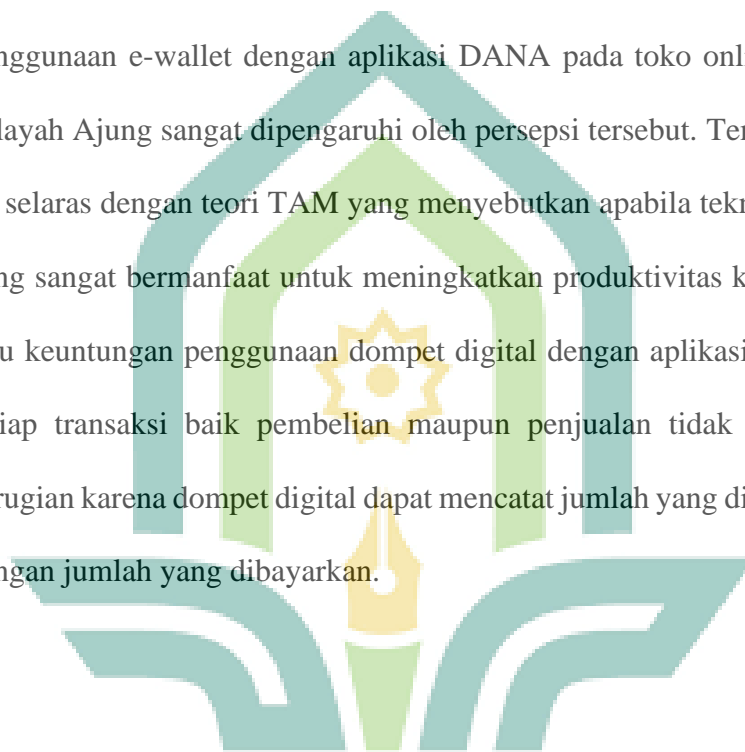 nggunaan e-wallet dengan aplikasi DANA pada toko onl
layah Ajung sangat dipengaruhi oleh persepsi tersebut. Ter
selaras dengan teori TAM yang menyebutkan apabila tekn
ng sangat bermanfaat untuk meningkatkan produktivitas k
u keuntungan penggunaan dompet digital dengan aplikasi
iap transaksi baik pembelian maupun penjualan tidak
rugian karena dompet digital dapat mencatat jumlah yang di
ngan jumlah yang dibayarkan.